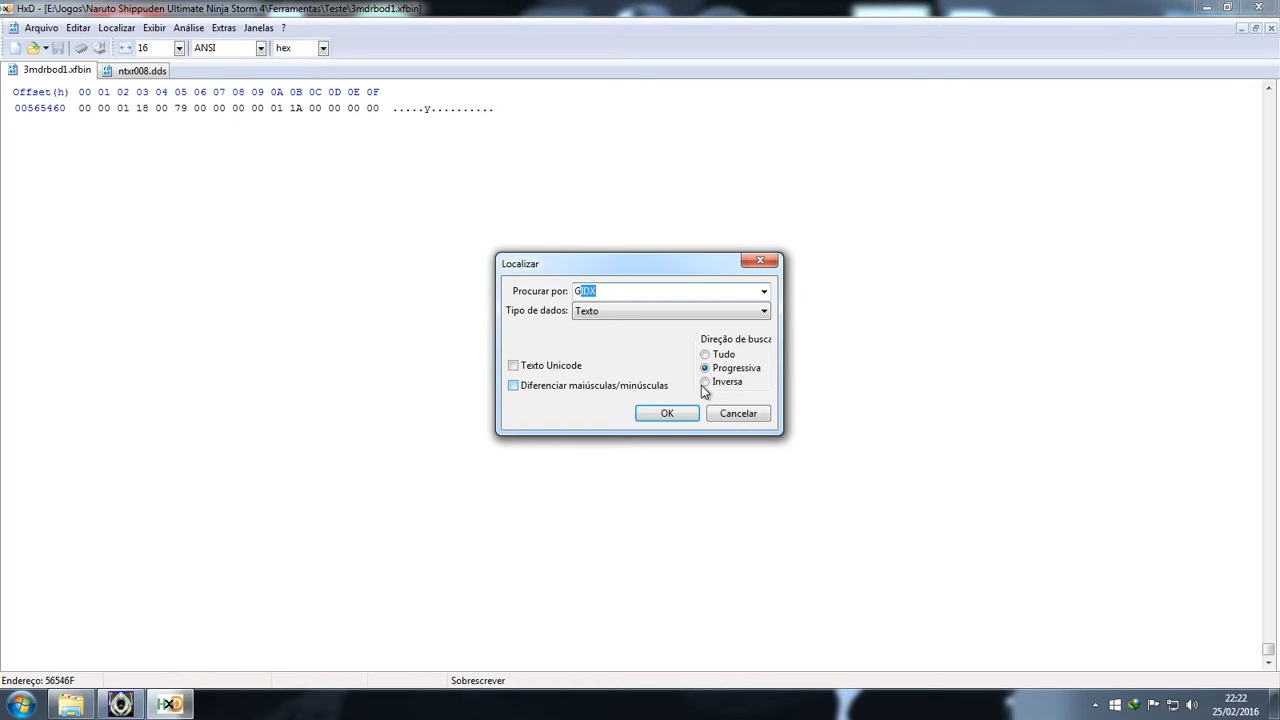 HxD - [E:\Jogos\Naruto Shippuden Ultimate Ninja Storm 4\Ferramentas\Teste\3mdrbod1.xfbin]
Arquivo Editar Localizar Exibir Análise Extras Janelas ?
16 ANSI hex
3mdrbod1.xfbin ntxr008.dds
Offset(h) 00 01 02 03 04 05 06 07 08 09 0A 0B 0C 0D 0E 0F
00565460 00 00 01 18 00 79 00 00 00 00 01 1A 00 00 00 00 .....y..........
Localizar
Procurar por: GIDX
Tipo de dados: Texto
Direção de busca
Tudo
Texto Unicode Progressiva
Diferenciar maiúsculas/minúsculas Inversa
OK Cancelar
Endereço: 56546F Sobrescrever
22:22
25/02/2016